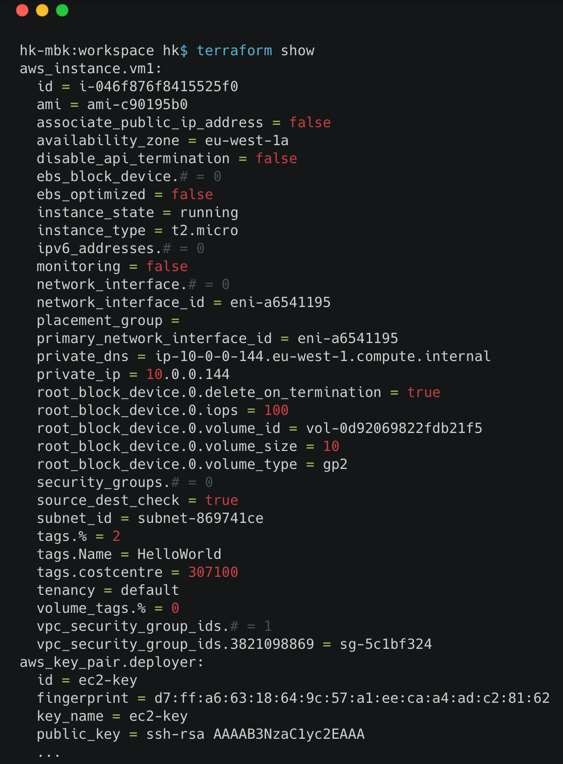 hk-mbk:workspace hk$ terraform show
aws_instance.vm1:
id = i-046f876f8415525f0
ami = ami-c90195b0
associate_public_ip_address = false
availability_zone = eu-west-1a
disable_api_termination = false
ebs_block_device.# = 0
ebs_optimized = false
instance_state = running
instance_type = t2.micro
ipv6_addresses.# = 0
monitoring = false
network_interface.# = 0
network_interface_id = eni-a6541195
placement_group =
primary_network_interface_id = eni-a6541195
private_dns = ip-10-0-0-144.eu-west-1.compute.internal
private_ip = 10.0.0.144
root_block_device.0.delete_on_termination = true
root_block_device.0.iops = 100
root_block_device.0.volume_id = vol-0d92069822fdb21f5
root_block_device.0.volume_size = 10
root_block_device.0.volume_type = gp2
security_groups.# = 0
source_dest_check = true
subnet_id = subnet-869741ce
tags.% = 2
tags.Name = HelloWorld
tags.costcentre = 307100
tenancy = default
volume_tags.% = 0
vpc_security_group_ids.# = 1
vpc_security_group_ids.3821098869 = sg-5c1bf324
aws_key_pair.deployer:
id = ec2-key
fingerprint = d7:ff:a6:63:18:64:9c:57:a1:ee:ca:a4:ad:c2:81:62
key_name = ec2-key
public_key = ssh-rsa AAAAB3NzaC1yc2EAAA
...